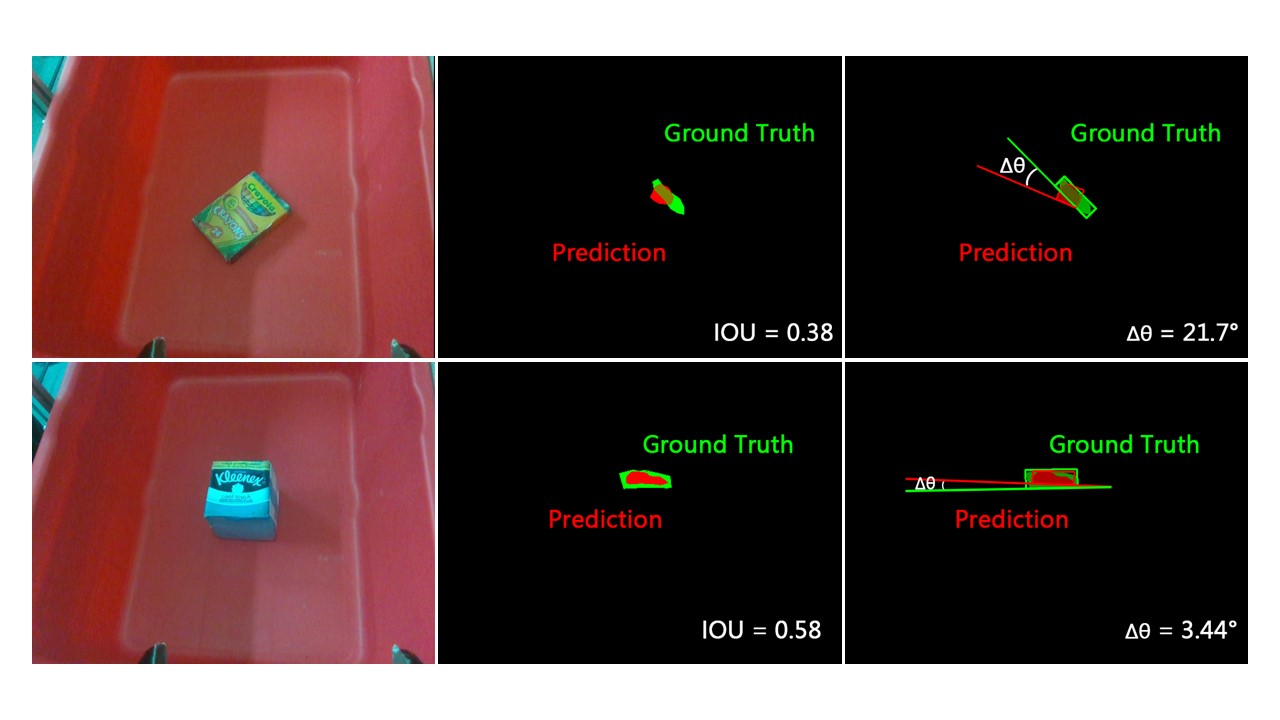 Crayola
CRAYONS
24
Ground Truth
Prediction
IOU = 0.38
Ground Truth
Δθ
Prediction
Δθ = 21.7°
Kleenex
Ground Truth
Prediction
IOU = 0.58
Ground Truth
Δθ
Prediction
Δθ = 3.44°